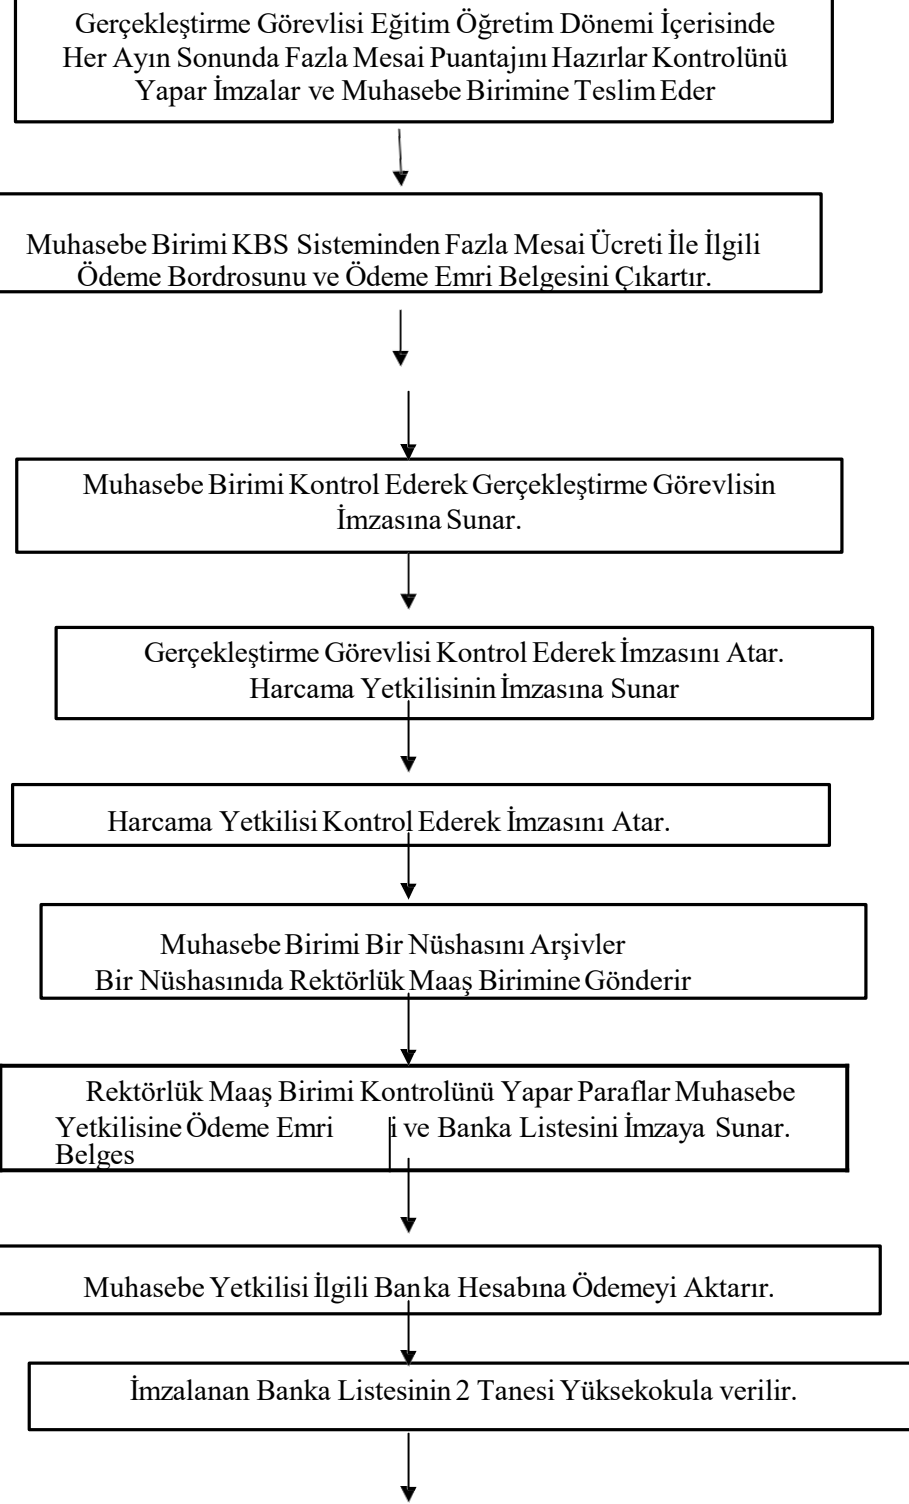 Gerçekleştirme Görevlisi Eğitim Öğretim Dönemi İçerisinde
Her Ayın Sonunda Fazla Mesai Puantajını Hazırlar Kontrolünü
Yapar İmzalar ve Muhasebe Birimine Teslim Eder
Muhasebe Birimi KBS Sisteminden Fazla Mesai Ücreti İle İlgili
Ödeme Bordrosunu ve Ödeme Emri Belgesini Çıkartır.
Muhasebe Birimi Kontrol Ederek Gerçekleştirme Görevlisin
İmzasına Sunar.
Gerçekleştirme Görevlisi Kontrol Ederek İmzasını Atar.
Harcama Yetkilisinin İmzasına Sunar
Harcama Yetkilisi Kontrol Ederek İmzasını Atar.
Muhasebe Birimi Bir Nüshasını Arşivler
Bir Nüshasınıda Rektörlük Maaş Birimine Gönderir
Rektörlük Maaş Birimi Kontrolünü Yapar Paraflar Muhasebe
Yetkilisine Ödeme Emri i ve Banka Listesini İmzaya Sunar.
Belges
Muhasebe Yetkilisi İlgili Banka Hesabına Ödemeyi Aktarır.
İmzalanan Banka Listesinin 2 Tanesi Yüksekokula verilir.